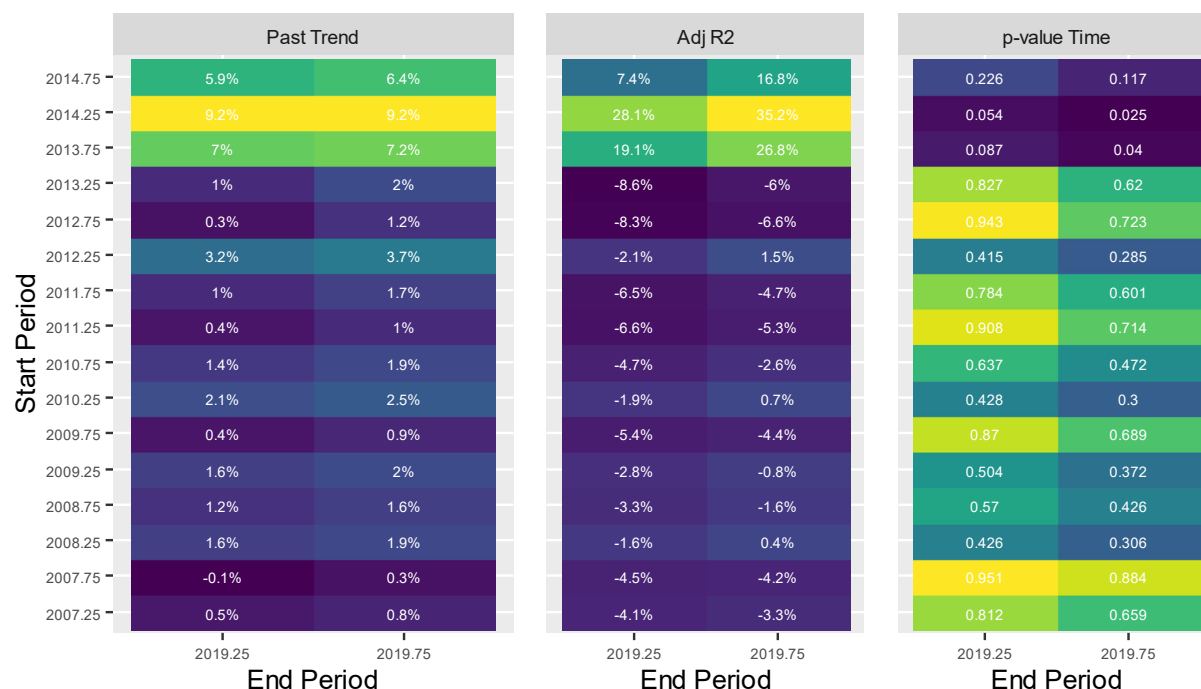 Past Trend Adj R2 p-value Time
2014.75 5.9% 6.4% 7.4% 16.8% 0.226 0.117
2014.25 9.2% 9.2% 28.1% 35.2% 0.054 0.025
2013.75 7% 7.2% 19.1% 26.8% 0.087 0.04
2013.25 1% 2% -8.6% -6% 0.827 0.62
2012.75 0.3% 1.2% -8.3% -6.6% 0.943 0.723
2012.25 3.2% 3.7% -2.1% 1.5% 0.415 0.285
2011.75 1% 1.7% -6.5% -4.7% 0.784 0.601
2011.25 0.4% 1% -6.6% -5.3% 0.908 0.714
2010.75 1.4% 1.9% -4.7% -2.6% 0.637 0.472
2010.25 2.1% 2.5% -1.9% 0.7% 0.428 0.3
2009.75 0.4% 0.9% -5.4% -4.4% 0.87 0.689
2009.25 1.6% 2% -2.8% -0.8% 0.504 0.372
2008.75 1.2% 1.6% -3.3% -1.6% 0.57 0.426
2008.25 1.6% 1.9% -1.6% 0.4% 0.426 0.306
2007.75 -0.1% 0.3% -4.5% -4.2% 0.951 0.884
2007.25 0.5% 0.8% -4.1% -3.3% 0.812 0.659
Start Period
2019.25 2019.75 2019.25 2019.75 2019.25 2019.75
End Period End Period End Period